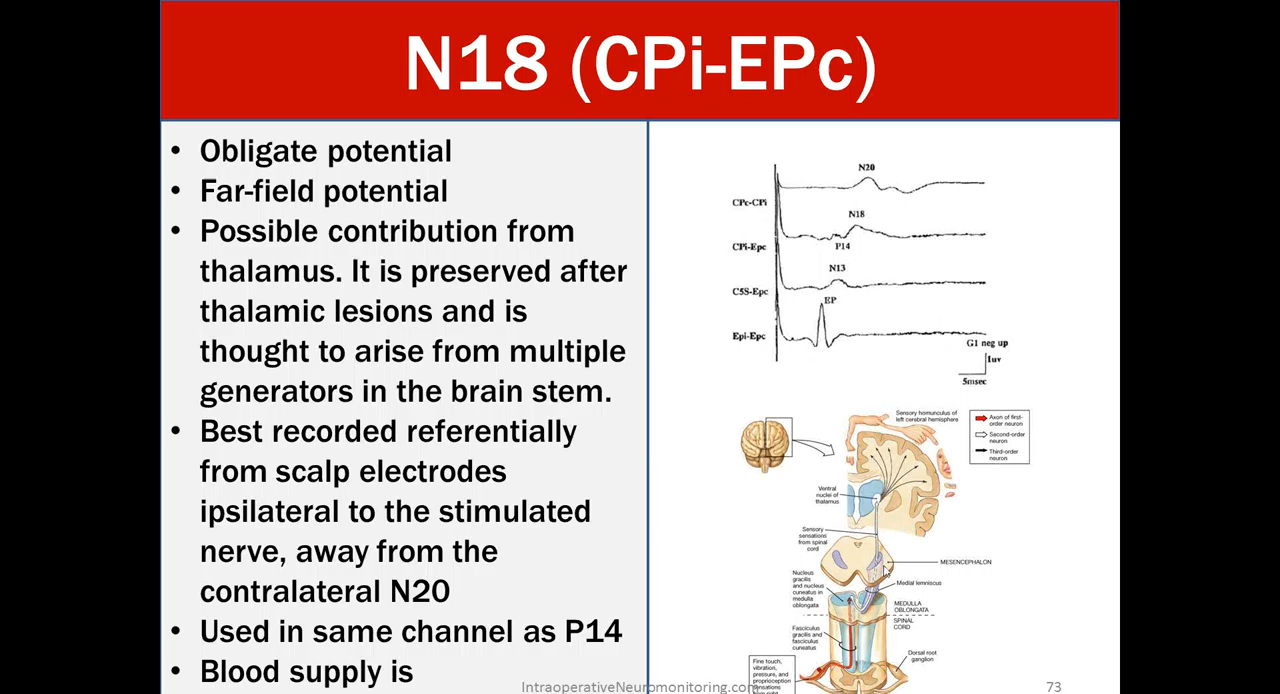 N18 (CPi-EPc)
• Obligate potential
• Far-field potential
• Possible contribution from
thalamus. It is preserved after
thalamic lesions and is
thought to arise from multiple
generators in the brain stem.
• Best recorded referentially
from scalp electrodes
ipsilateral to the stimulated
nerve, away from the
contralateral N20
• Used in same channel as P14
• Blood supply is
N20
CPc-CPi
N18
CPi-Epc
P14
N13
C5S-Epc
EP
Epi-Epc
G1 neg up
1uv
5msec
Sensory homunculus of
left cerebral hemisphere
Axon of first-
order neuron
Second-order
neuron
Third-order
neuron
Ventral
nuclei of
thalamus
Sensory
sensations
from spinal
cord
MESENCEPHALON
Nucleus
gracilis
and nucleus
cuneatus in
medulla
oblongata
Medial lemniscus
MEDULLA
OBLONGATA
SPINAL
CORD
Fasciculus
gracilis and
fasciculus
cuneatus
Dorsal root
ganglion
Fine touch,
vibration,
pressure, and
proprioception
sensations
IntraoperativeNeuromonitoring.com
73